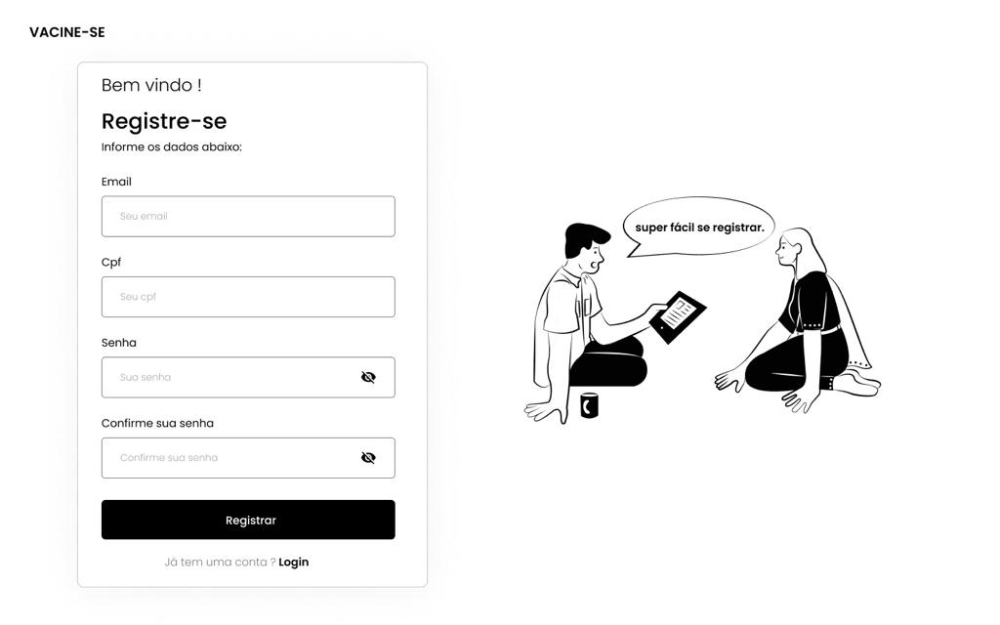 VACINE-SE
Bem vindo !
Registre-se
Informe os dados abaixo:
Email
Seu email
Cpf
Seu cpf
Senha
Sua senha
Confirme sua senha
Confirme sua senha
Registrar
Já tem uma conta ? Login
super fácil se registrar.